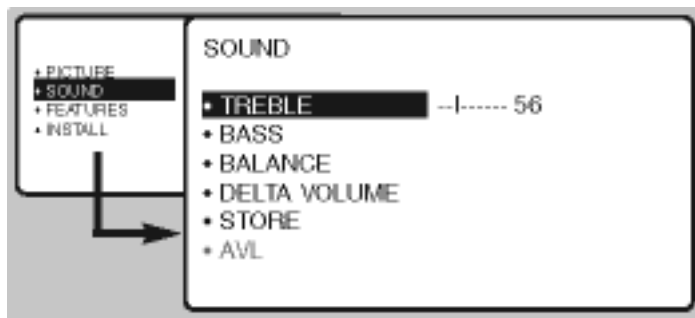 • PICTURE
• SOUND
• FEATURES
• INSTALL
SOUND
• TREBLE --I------ 56
• BASS
• BALANCE
• DELTA VOLUME
• STORE
• AVL